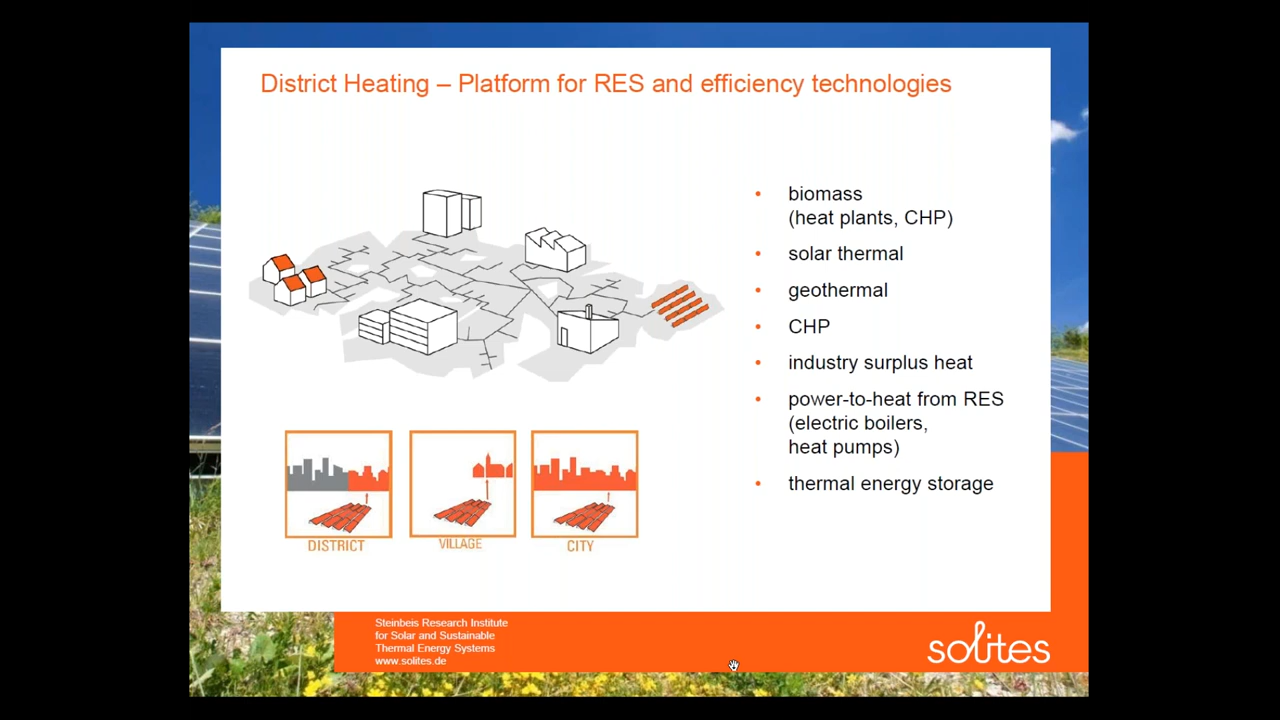 District Heating – Platform for RES and efficiency technologies
• biomass
(heat plants, CHP)
• solar thermal
• geothermal
• CHP
• industry surplus heat
• power-to-heat from RES
(electric boilers,
heat pumps)
• thermal energy storage
DISTRICT
VILLAGE
CITY
Steinbeis Research Institute
for Solar and Sustainable
Thermal Energy Systems
www.solites.de
solites